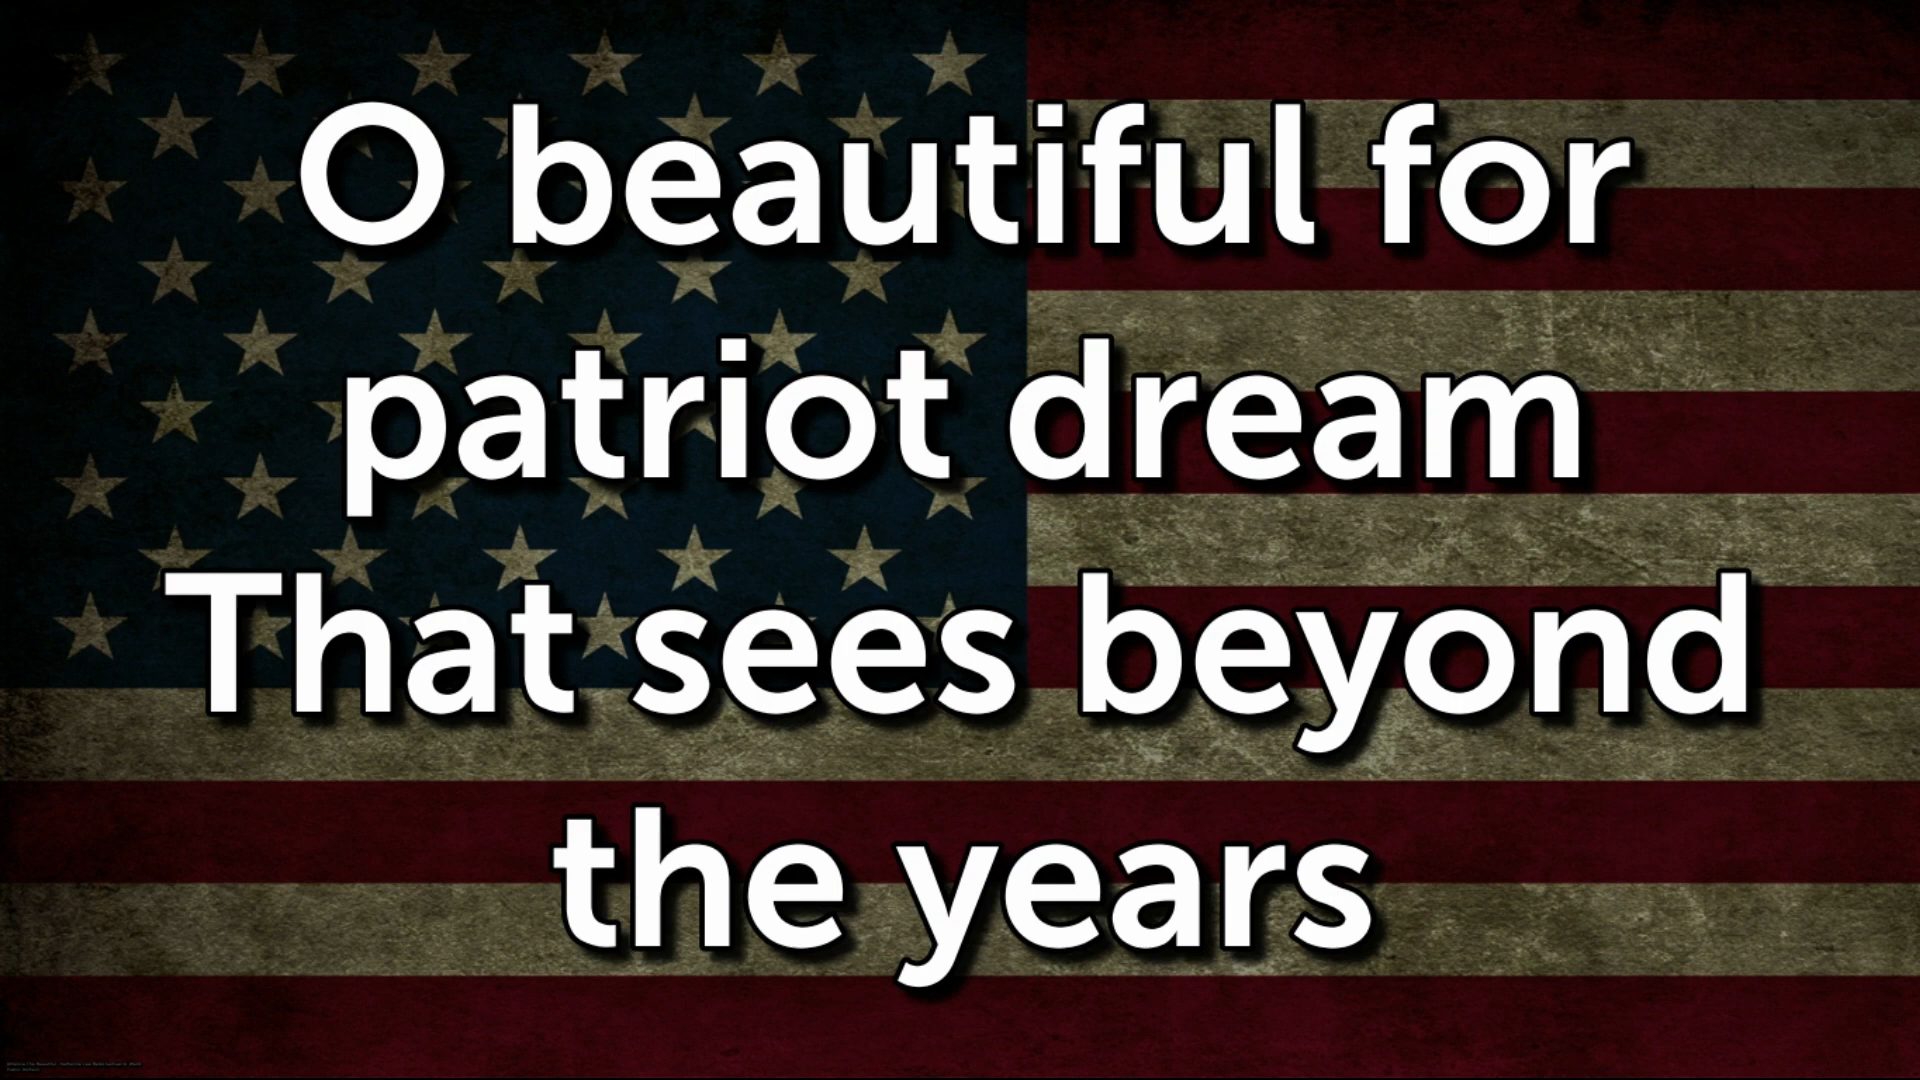 O beautiful for
patriot dream
That sees beyond
the years